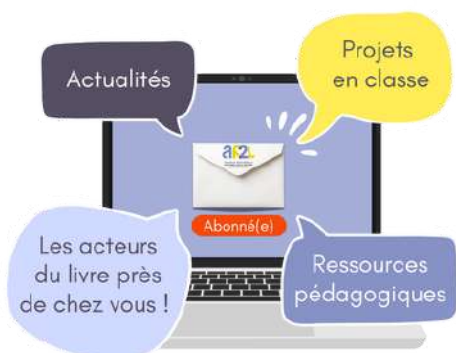 Actualités
Projets
en classe
af2l
Abonné(e)
Les acteurs
du livre près
de chez vous !
Ressources
pédagogiques